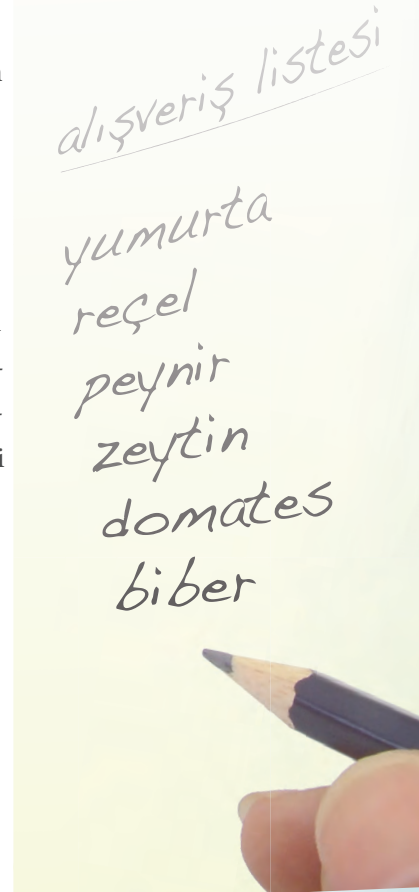 alışveriş listesi
yumurta
reçel
peynir
zeytin
domates
biber